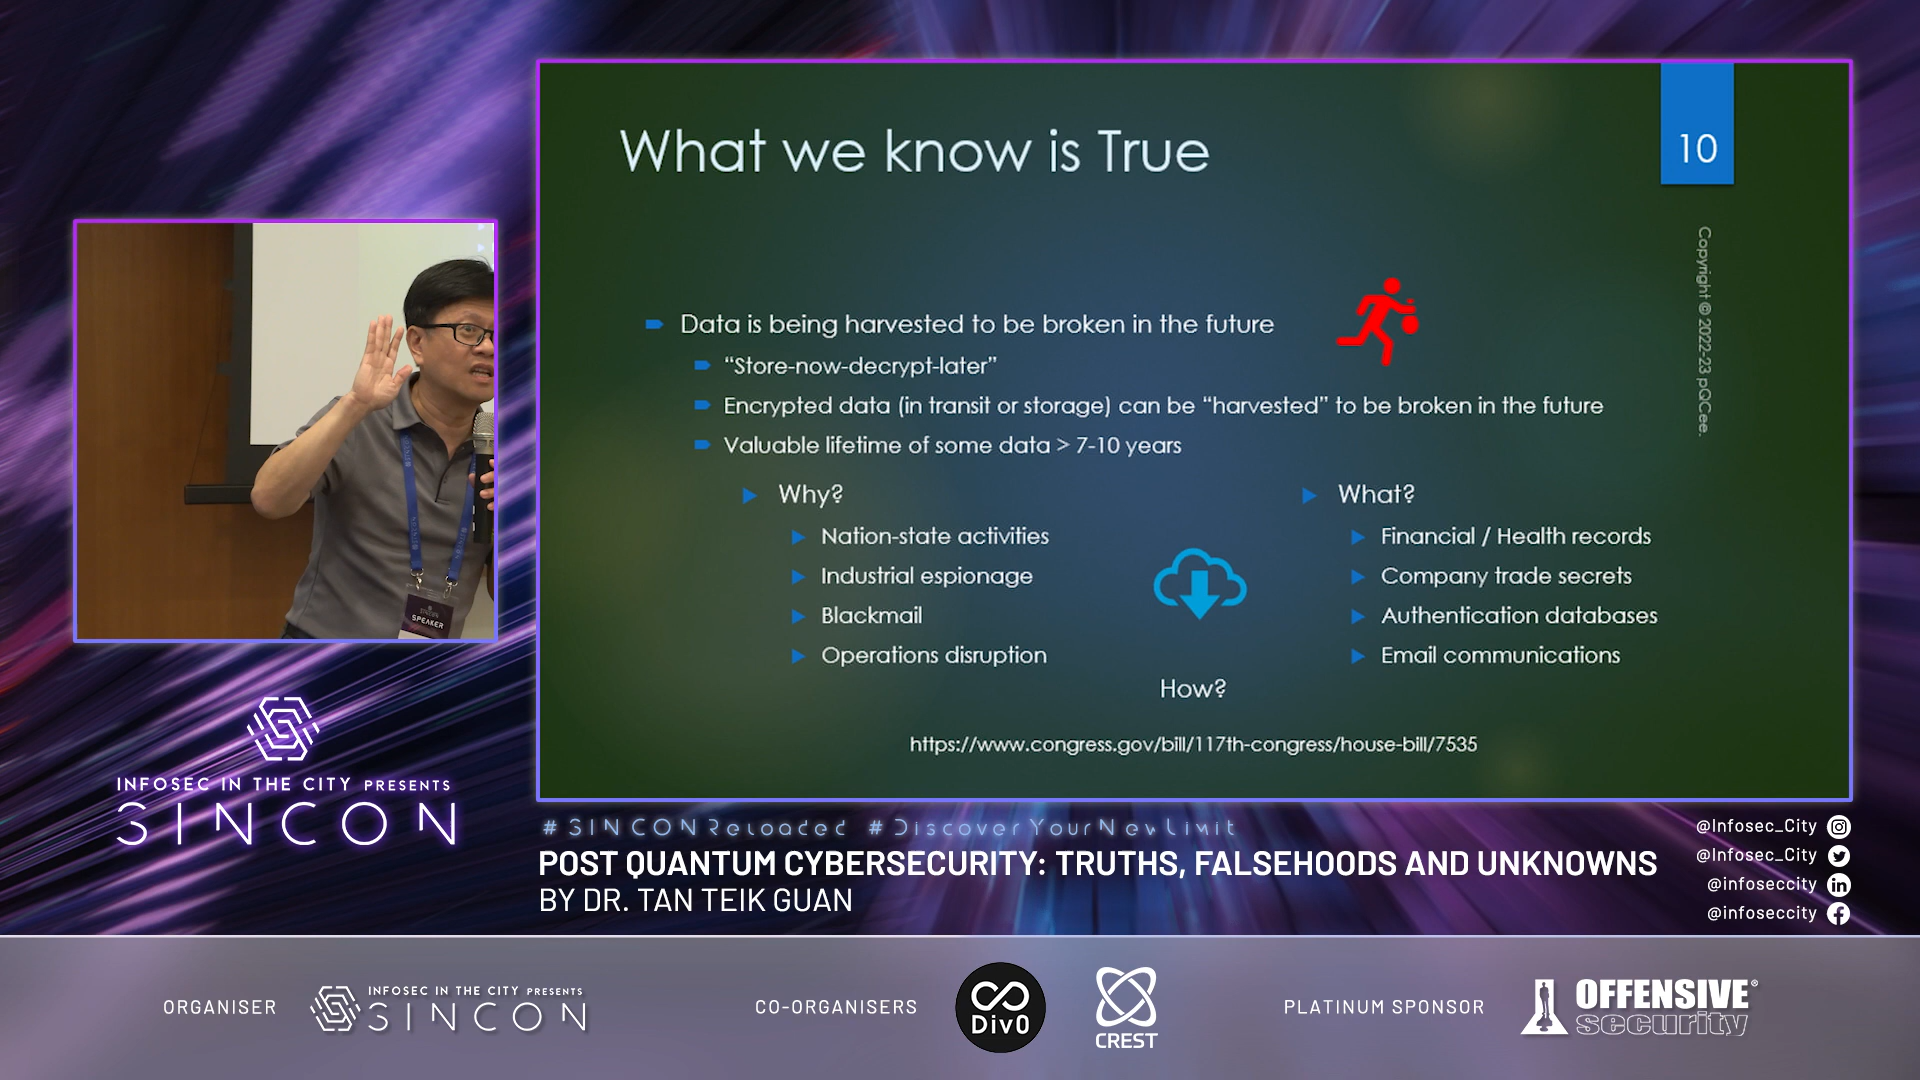 What we know is True
10
Copyright © 2022-23 pQCee.
Data is being harvested to be broken in the future
“Store-now-decrypt-later”
Encrypted data (in transit or storage) can be “harvested” to be broken in the future
Valuable lifetime of some data > 7-10 years
Why?
Nation-state activities
Industrial espionage
Blackmail
Operations disruption
What?
Financial / Health records
Company trade secrets
Authentication databases
Email communications
How?
https://www.congress.gov/bill/117th-congress/house-bill/7535
SINCON
SPEAKER
INFOSEC IN THE CITY PRESENTS
SINCON
#SINCONReloaded #DiscoverYourNewLimit
POST QUANTUM CYBERSECURITY: TRUTHS, FALSEHOODS AND UNKNOWNS
BY DR. TAN TEIK GUAN
@Infosec_City
@Infosec_City
@infoseccity
@infoseccity
ORGANISER
INFOSEC IN THE CITY PRESENTS
SINCON
CO-ORGANISERS
Div0
CREST
PLATINUM SPONSOR
OFFENSIVE®
security